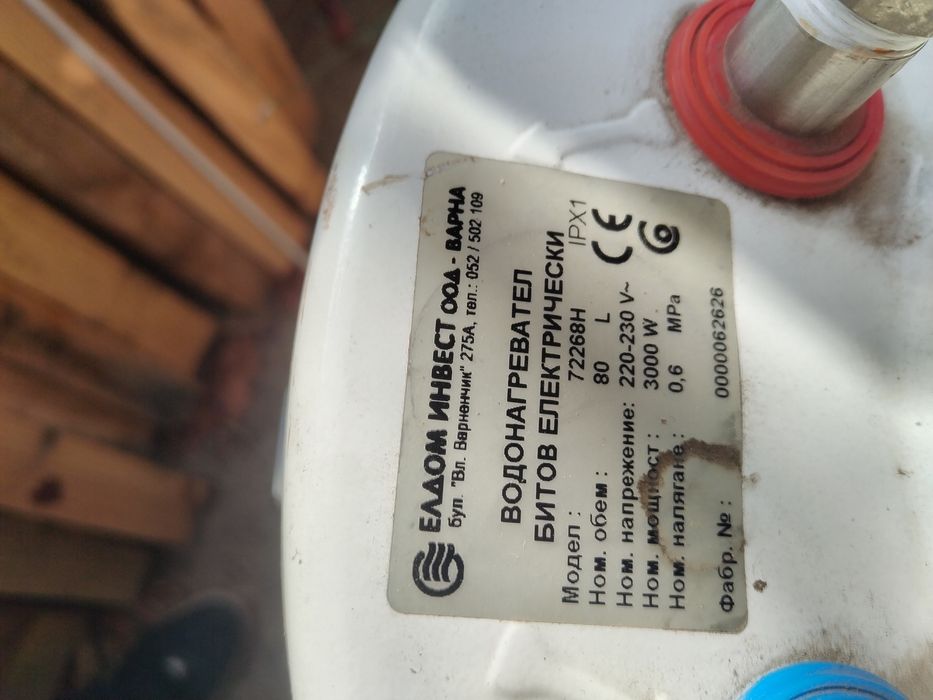 ЕЛДОМ ИНВЕСТ ООД - ВАРНА
бул. "Вл. Варненчик" 275А, тел.: 052 / 502 109
ВОДОНАГРЕВАТЕЛ
БИТОВ ЕЛЕКТРИЧЕСКИ
Модел : 72268H IPX1
Ном. обем : 80 L CE
Ном. напрежение: 220-230 V~
Ном. мощност : 3000 W
Ном. налягане : 0,6 MPa
Фабр. № : 0000062626